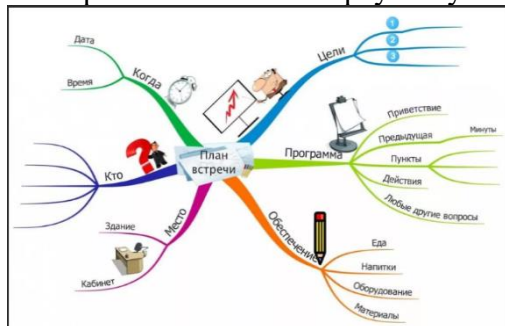 Дата
Время
Когда
Цели
1
2
3
Приветствие
Предыдущая
Минуты
Программа
Пункты
Действия
Любые другие вопросы
План
встречи
Кто
Место
Здание
Кабинет
Обеспечение
Еда
Напитки
Оборудование
Материалы